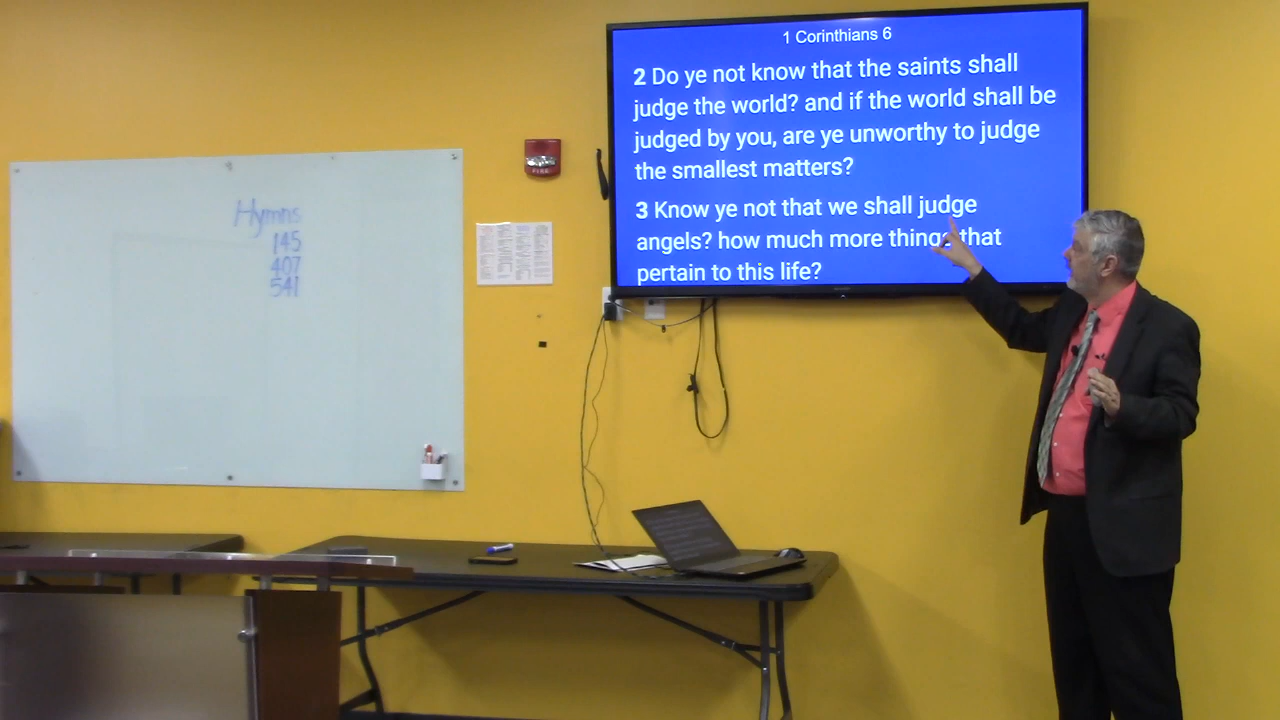 Hymns
145
407
541
FIRE
1 Corinthians 6
2 Do ye not know that the saints shall
judge the world? and if the world shall be
judged by you, are ye unworthy to judge
the smallest matters?
3 Know ye not that we shall judge
angels? how much more things that
pertain to this life?